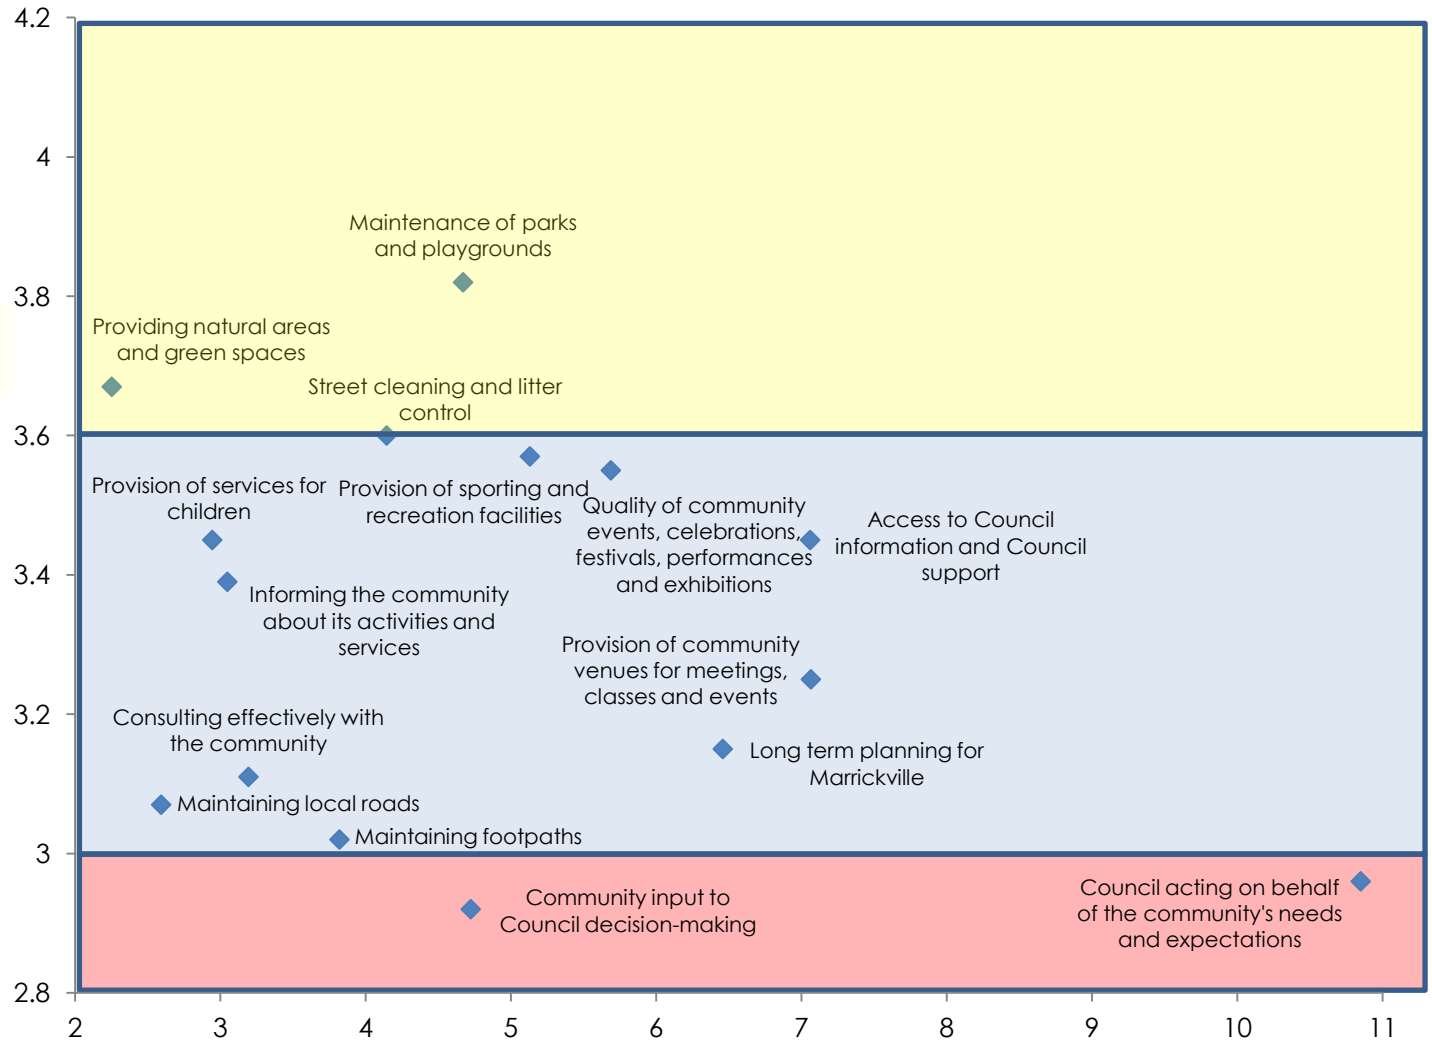 4.2
4
3.8
3.6
3.4
3.2
3
2.8
Maintenance of parks
and playgrounds
Providing natural areas
and green spaces
Street cleaning and litter
control
Provision of services for
children
Provision of sporting and
recreation facilities
Quality of community
events, celebrations,
festivals, performances
and exhibitions
Access to Council
information and Council
support
Informing the community
about its activities and
services
Provision of community
venues for meetings,
classes and events
Consulting effectively with
the community
Long term planning for
Marrickville
Maintaining local roads
Maintaining footpaths
Community input to
Council decision-making
Council acting on behalf
of the community's needs
and expectations
2 3 4 5 6 7 8 9 10 11